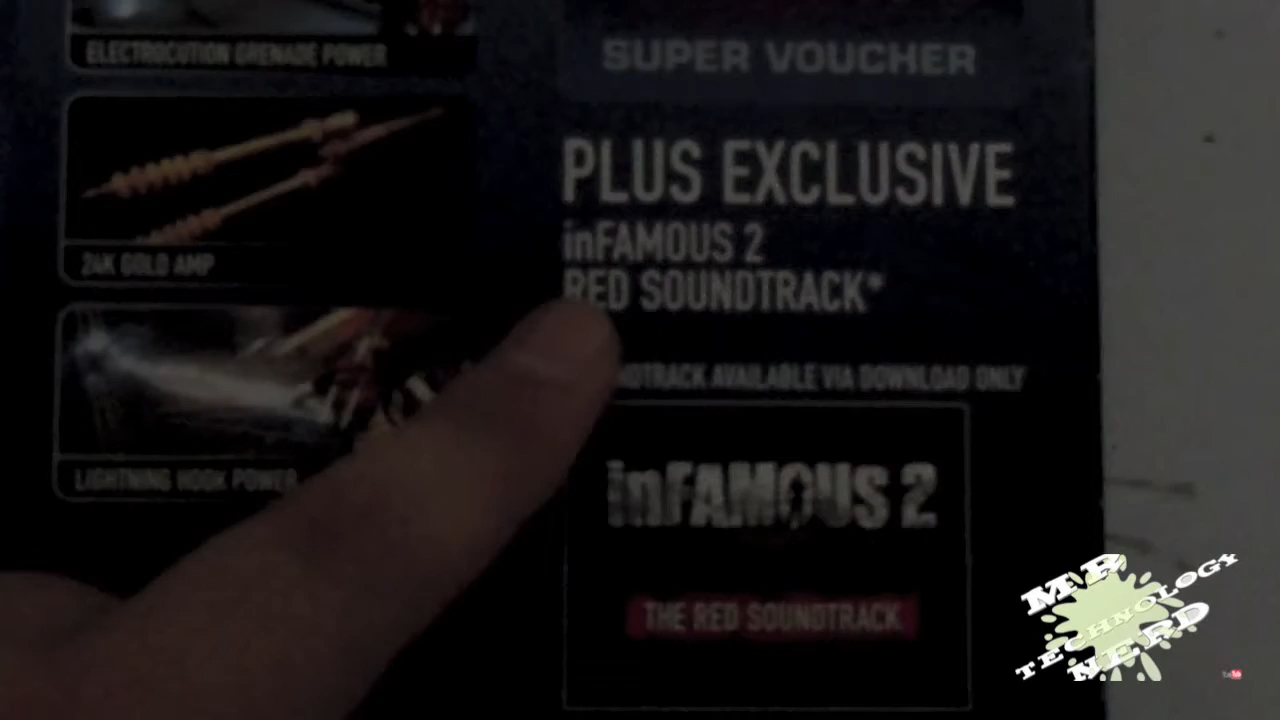 ELECTROCUTION GRENADE POWER
24K GOLD AMP
LIGHTNING HOOK POWER
SUPER VOUCHER
PLUS EXCLUSIVE
inFAMOUS 2
RED SOUNDTRACK*
AVAILABLE VIA DOWNLOAD ONLY
inFAMOUS 2
THE RED SOUNDTRACK
MR
TECHNOLOGY
NERD